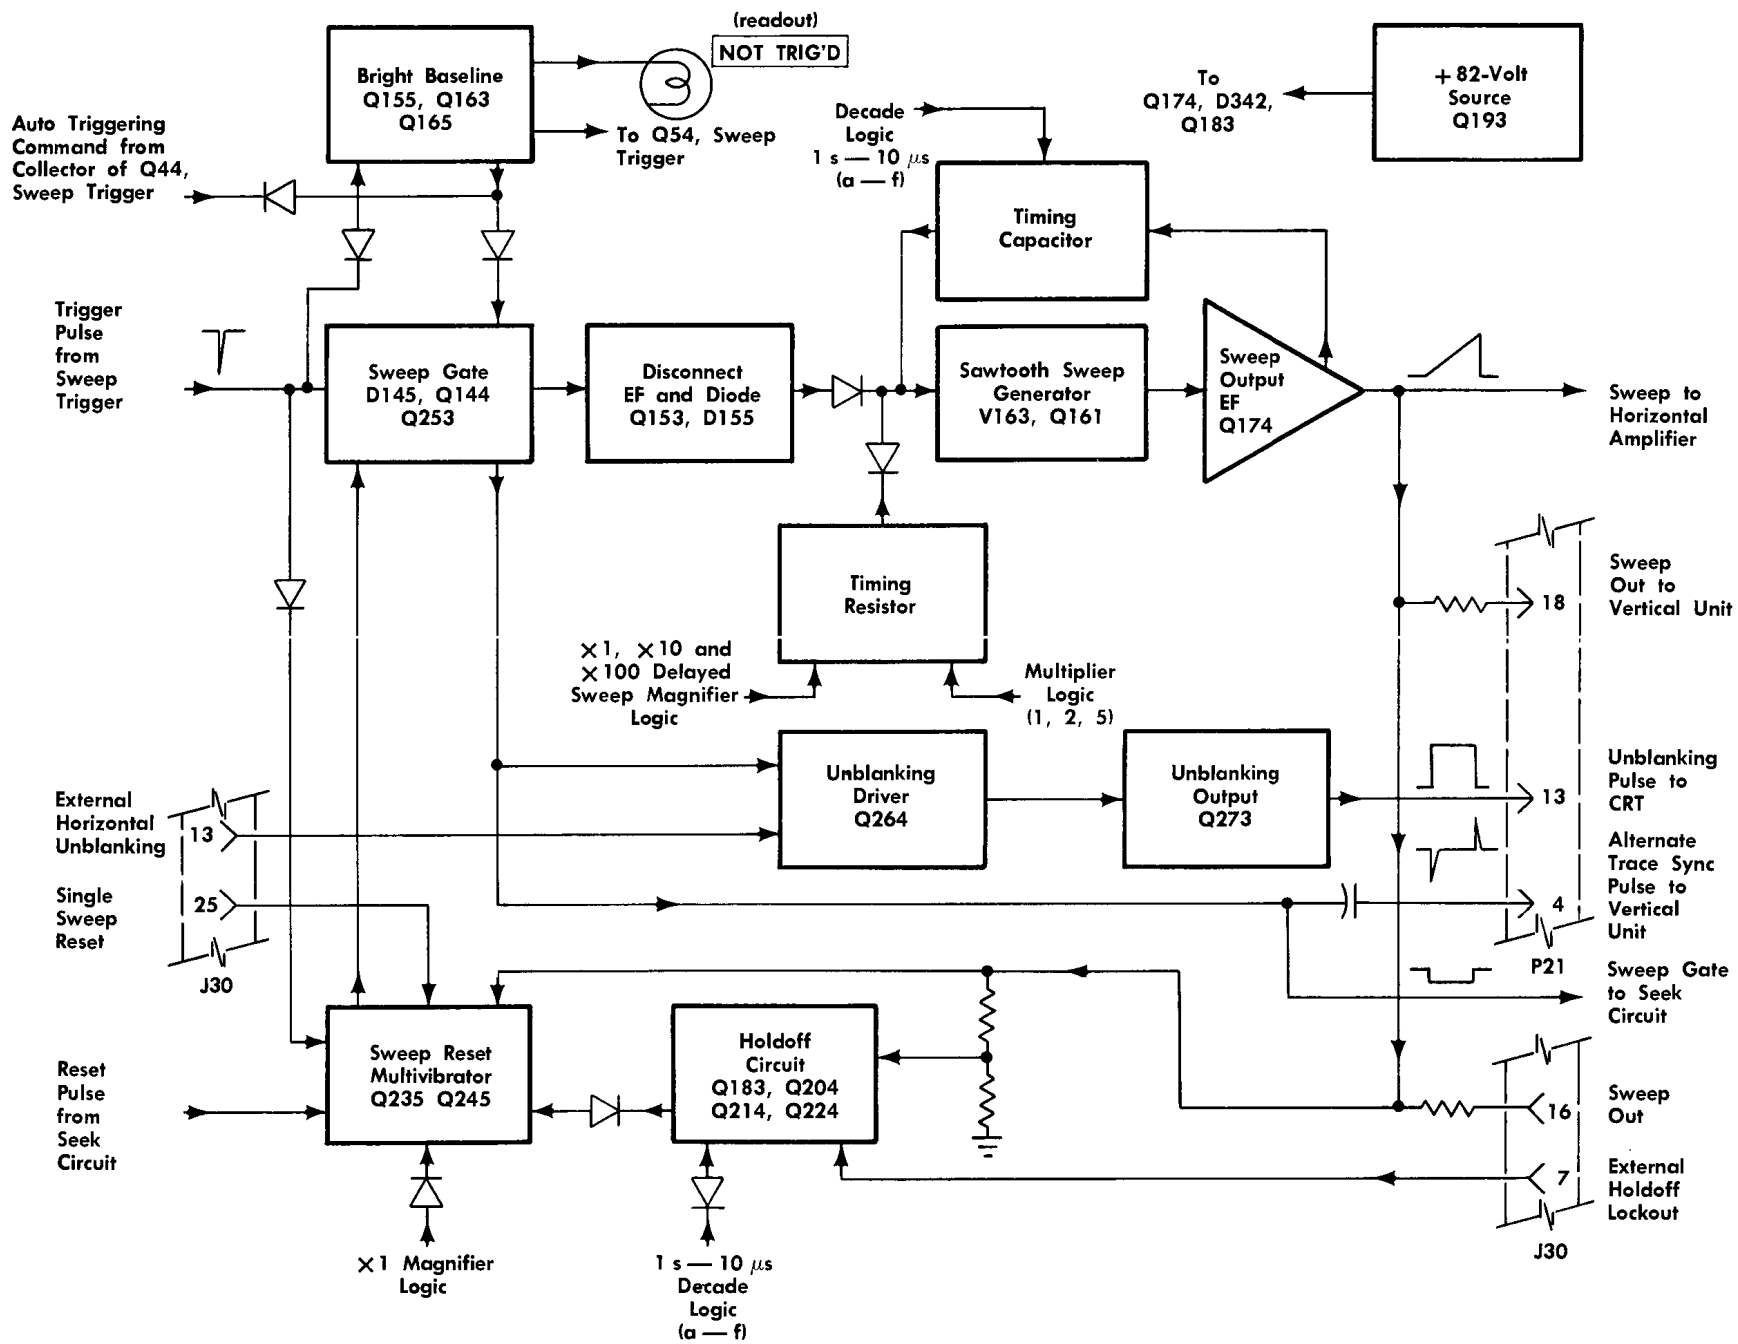 (readout)
NOT TRIG'D
Bright Baseline
Q155, Q163
Q165
To
Q174, D342,
Q183
+82-Volt
Source
Q193
Auto Triggering
Command from
Collector of Q44,
Sweep Trigger
To Q54, Sweep
Trigger
Decade
Logic
1 s — 10 μs
(a — f)
Timing
Capacitor
Trigger
Pulse
from
Sweep
Trigger
Sweep Gate
D145, Q144
Q253
Disconnect
EF and Diode
Q153, D155
Sawtooth Sweep
Generator
V163, Q161
Sweep
Output
EF
Q174
Sweep to
Horizontal
Amplifier
Timing
Resistor
×1, ×10 and
×100 Delayed
Sweep Magnifier
Logic
Multiplier
Logic
(1, 2, 5)
18
Sweep
Out to
Vertical Unit
External
Horizontal
Unblanking
13
Unblanking
Driver
Q264
Unblanking
Output
Q273
13
Unblanking
Pulse to
CRT
Single
Sweep
Reset
25
J30
4
Alternate
Trace Sync
Pulse to
Vertical
Unit
P21
Sweep Gate
to Seek
Circuit
Reset
Pulse
from
Seek
Circuit
Sweep Reset
Multivibrator
Q235 Q245
Holdoff
Circuit
Q183, Q204
Q214, Q224
16
Sweep
Out
7
External
Holdoff
Lockout
J30
×1 Magnifier
Logic
1 s — 10 μs
Decade
Logic
(a — f)